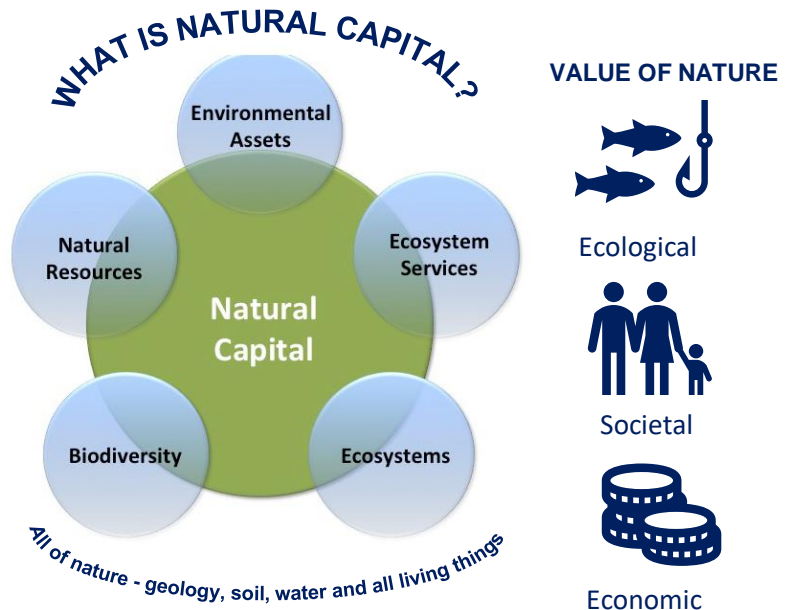 WHAT IS NATURAL CAPITAL?
Environmental
Assets
Natural
Resources
Ecosystem
Services
Natural
Capital
Biodiversity
Ecosystems
All of nature - geology, soil, water and all living things
VALUE OF NATURE
Ecological
Societal
Economic